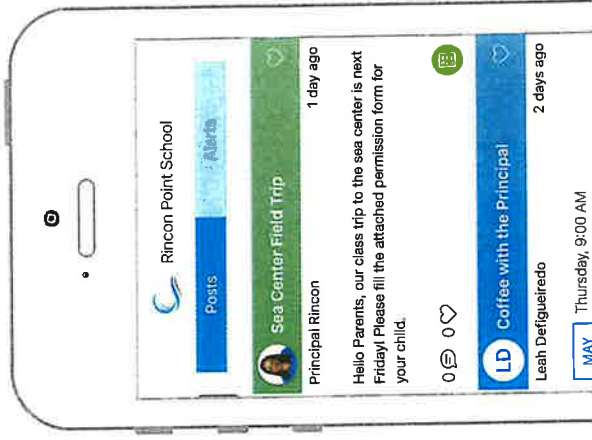 Rincon Point School
Posts
Alerts
Sea Center Field Trip
Principal Rincon
1 day ago
Hello Parents, our class trip to the sea center is next
Friday! Please fill the attached permission form for
your child.
0 0
LD
Coffee with the Principal
Leah Defigueiredo
2 days ago
MAY
Thursday, 9:00 AM